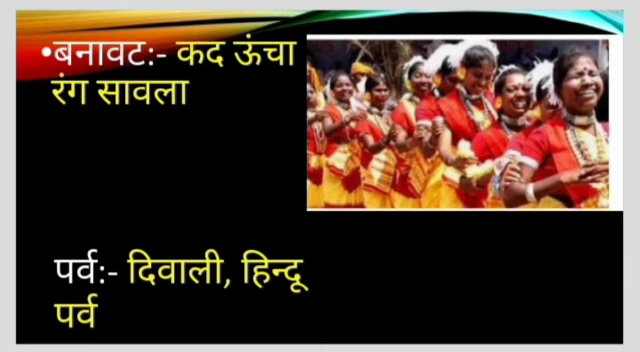 •बनावट:- कद ऊंचा
रंग सावला
पर्व:- दिवाली, हिन्दू
पर्व